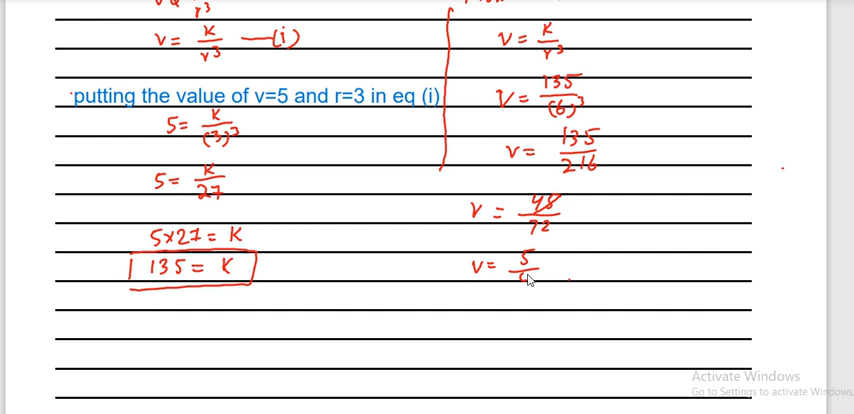 v = K/r³ —(i)
putting the value of v=5 and r=3 in eq (i)
5 = K/(3)³
5 = K/27
5×27 = K
135 = K
v = K/r³
V = 135/(6)³
v = 135/216
v = /72
v = 5/
Activate Windows
Go to Settings to activate Windows.